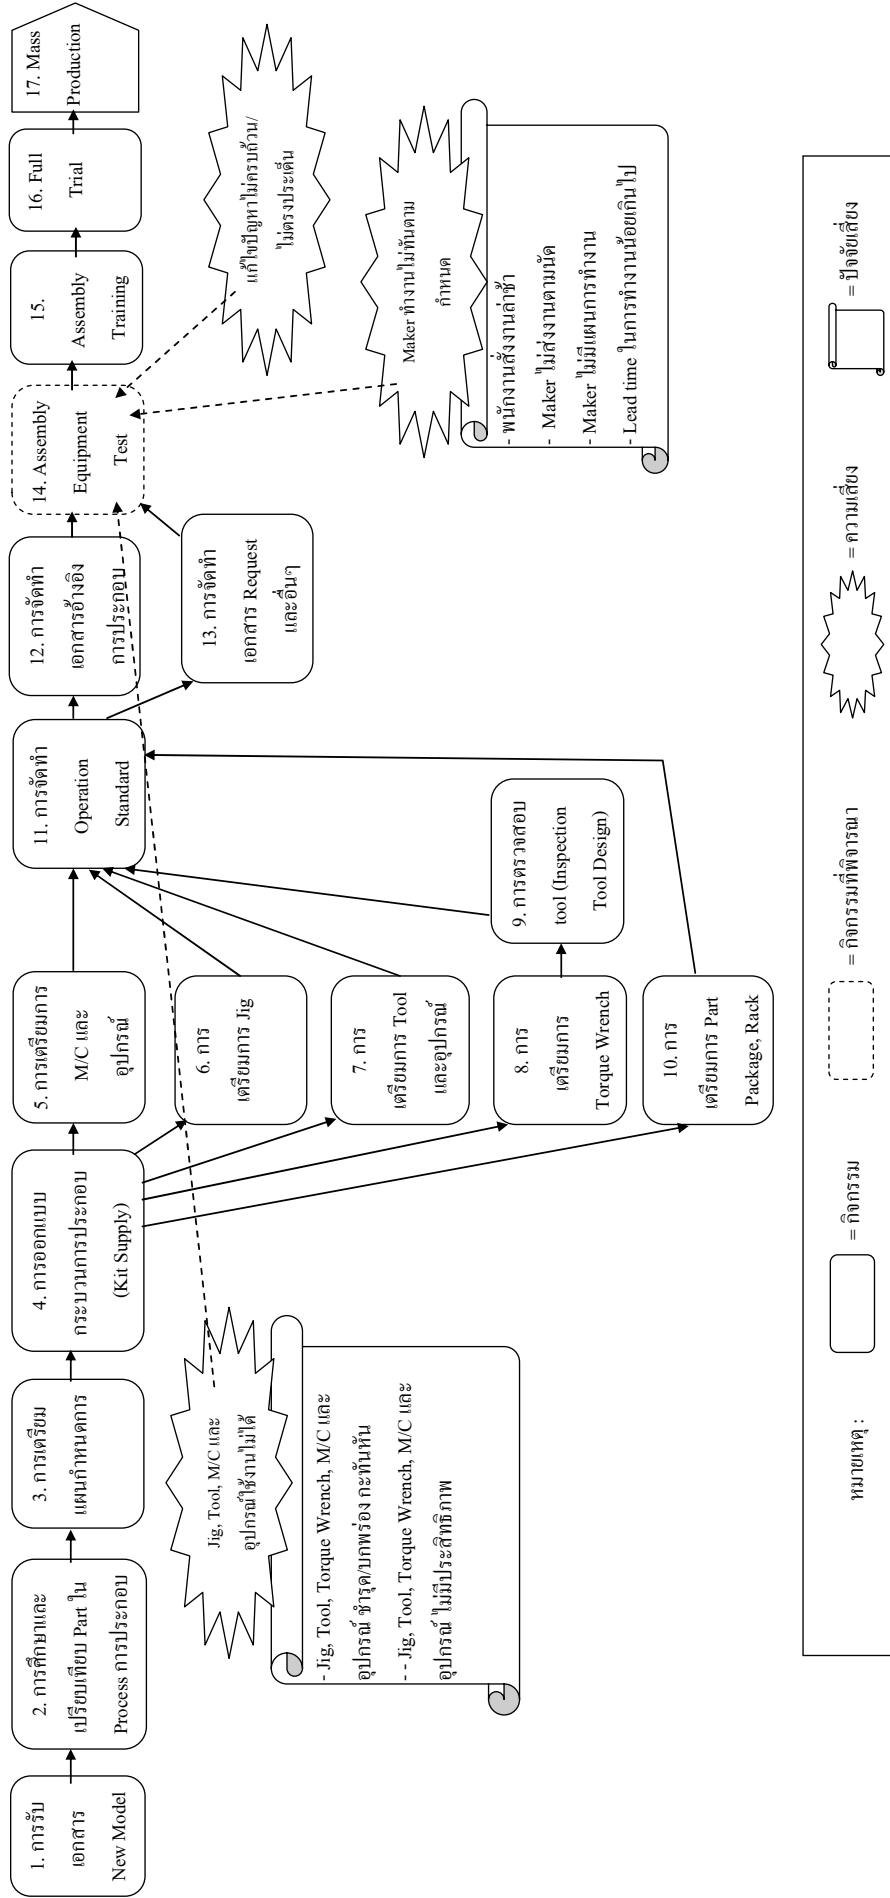 1. การรับ
เอกสาร
New Model
2. การศึกษาและ
เปรียบเทียบ Part ใน
Process การประกอบ
3. การเตรียม
แผนกำหนดการ
4. การออกแบบ
กระบวนการประกอบ
(Kit Supply)
5. การเตรียมการ
M/C และ
อุปกรณ์
6. การ
เตรียมการ Jig
7. การ
เตรียมการ Tool
และอุปกรณ์
8. การ
เตรียมการ
Torque Wrench
9. การตรวจสอบ
tool (Inspection
Tool Design)
10. การ
เตรียมการ Part
Package, Rack
11. การจัดทำ
Operation
Standard
12. การจัดทำ
เอกสารอ้างอิง
การประกอบ
13. การจัดทำ
เอกสาร Request
และอื่นๆ
14. Assembly
Equipment
Test
15.
Assembly
Training
16. Full
Trial
17. Mass
Production
Jig, Tool, M/C และ
อุปกรณ์ใช้งานไม่ได้
- Jig, Tool, Torque Wrench, M/C และ
อุปกรณ์ ชำรุด/บกพร่อง กะทันหัน
- - Jig, Tool, Torque Wrench, M/C และ
อุปกรณ์ ไม่มีประสิทธิภาพ
แก้ไขปัญหาไม่ครบถ้วน/
ไม่ตรงประเด็น
Maker ทำงานไม่ทันตาม
กำหนด
- พนักงานสั่งงานล่าช้า
- Maker ไม่ส่งงานตามนัด
- Maker ไม่มีแผนการทำงาน
- Lead time ในการทำงานน้อยเกินไป
หมายเหตุ :
= กิจกรรม
= กิจกรรมที่พิจารณา
= ความเสี่ยง
= ปัจจัยเสี่ยง